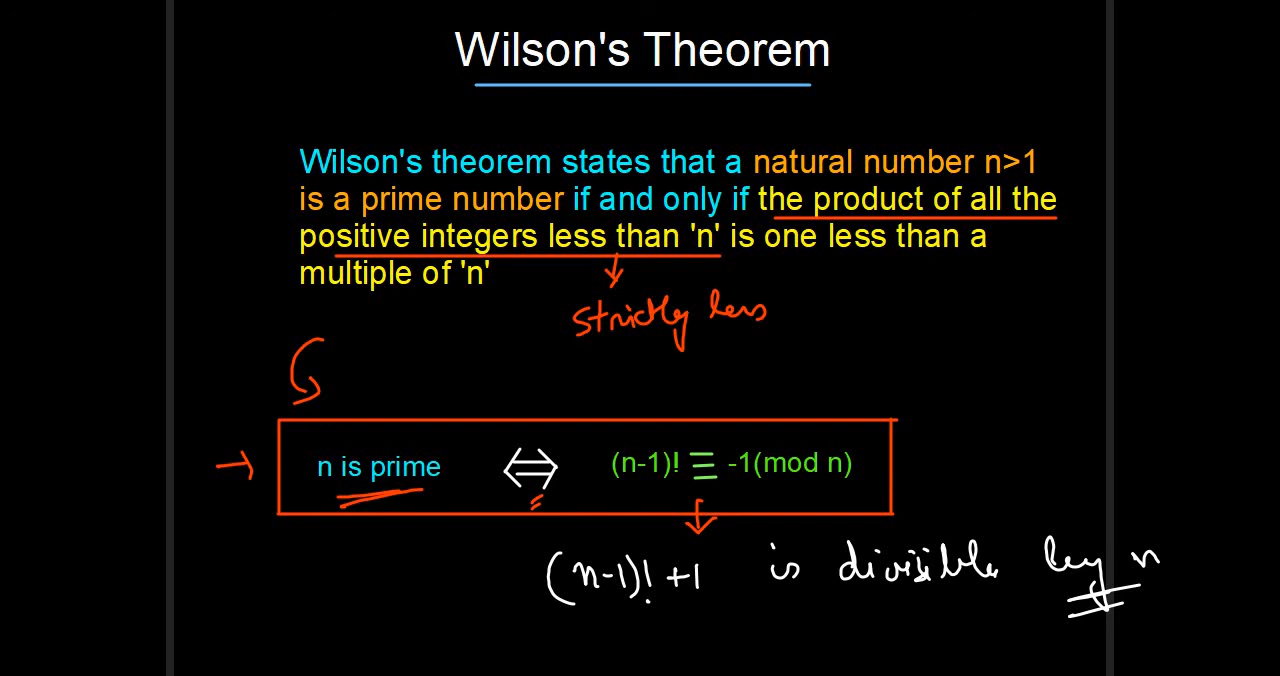 Wilson's Theorem
Wilson's theorem states that a natural number n>1
is a prime number if and only if the product of all the
positive integers less than 'n' is one less than a
multiple of 'n'
Strictly less
n is prime ⇔ (n-1)! ≡ -1(mod n)
(n-1)! +1 is divisible by n